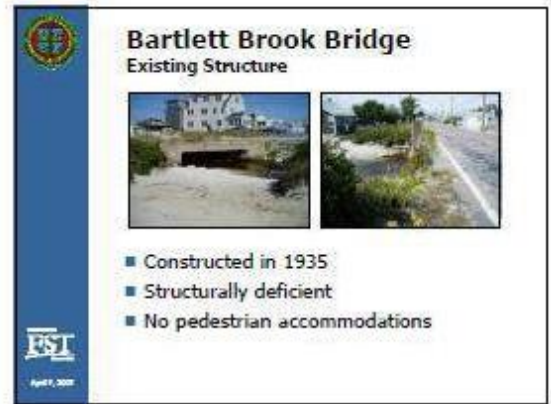 Bartlett Brook Bridge
Existing Structure
Constructed in 1935
Structurally deficient
No pedestrian accommodations
FST